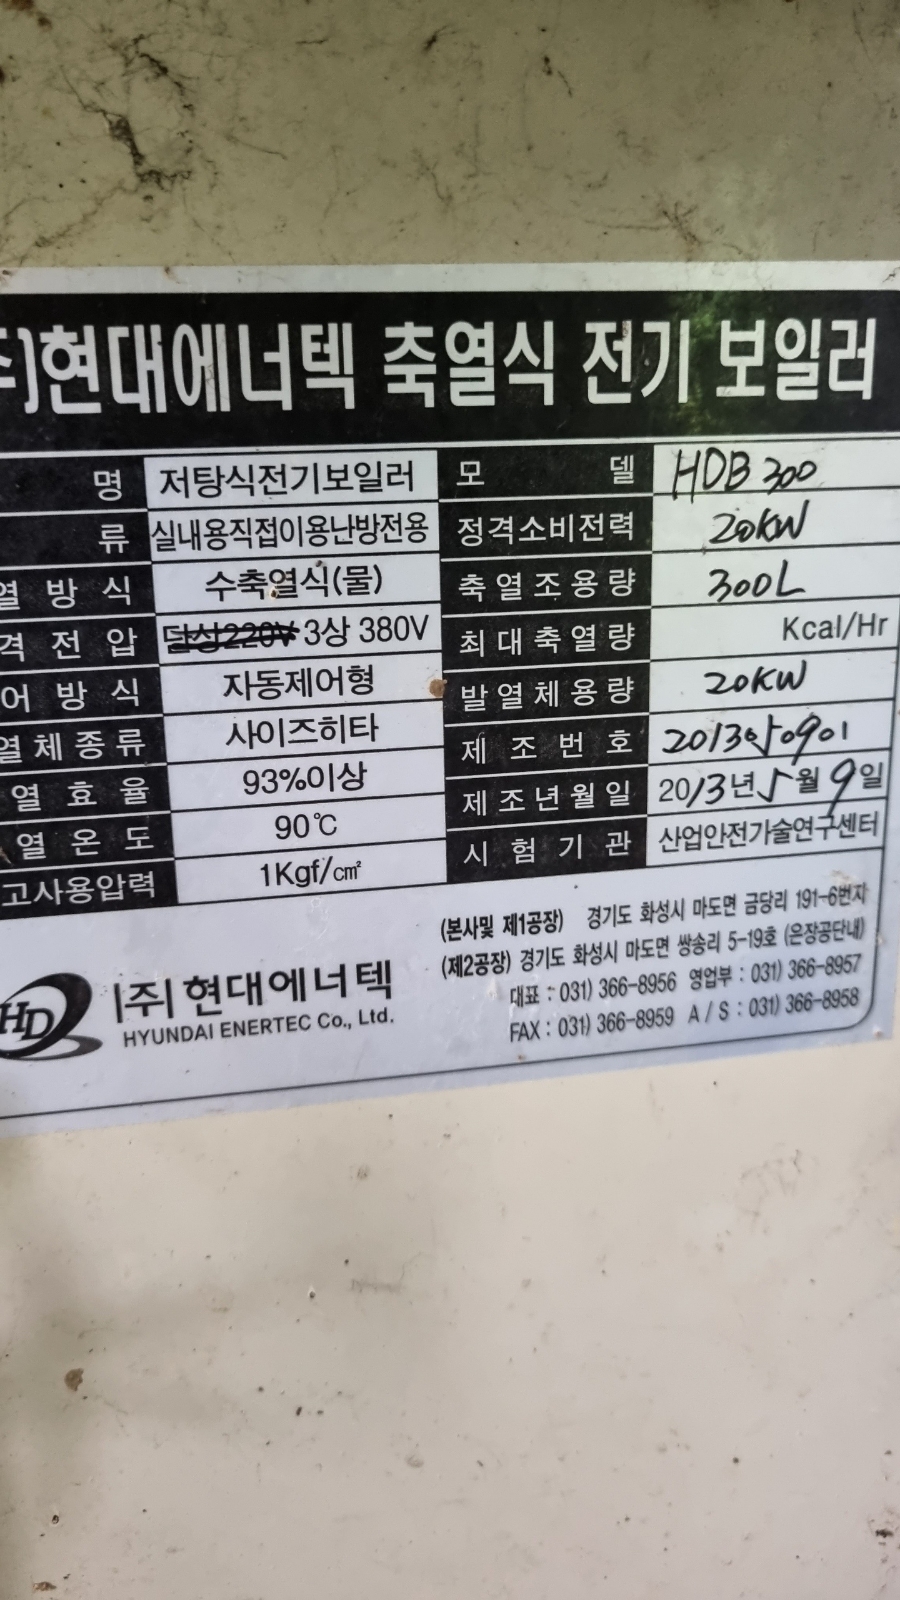 주)현대에너텍 축열식 전기 보일러
명 저탕식전기보일러 모 델 HDB 300
류 실내용직접이용난방전용 정격소비전력 20KW
열 방 식 수축열식(물) 축열조용량 300L
격 전 압 단상220V 3상 380V 최대축열량 Kcal/Hr
어 방 식 자동제어형 발열체용량 20KW
열체종류 사이즈히타 제 조 번 호 2013년0901
열 효 율 93%이상 제조년월일 2013년 5월 9일
열 온 도 90℃ 시 험 기 관 산업안전기술연구센터
고사용압력 1Kgf/㎠
(본사및 제1공장) 경기도 화성시 마도면 금당리 191-6번지
(제2공장) 경기도 화성시 마도면 쌍송리 5-19호 (은장공단내)
대표 : 031) 366-8956 영업부 : 031) 366-8957
FAX : 031) 366-8959 A / S : 031) 366-8958
HD
(주)현대에너텍
HYUNDAI ENERTEC Co., Ltd.